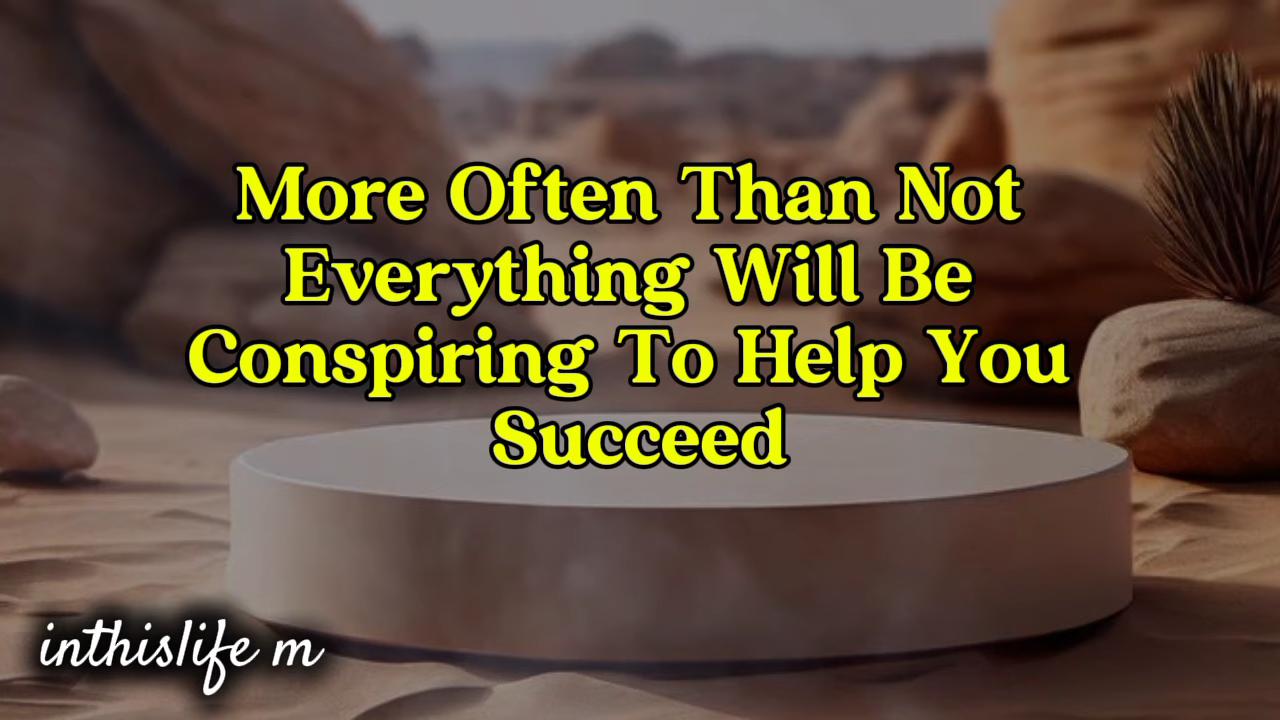 More Often Than Not
Everything Will Be
Conspiring To Help You
Succeed
inthislife m